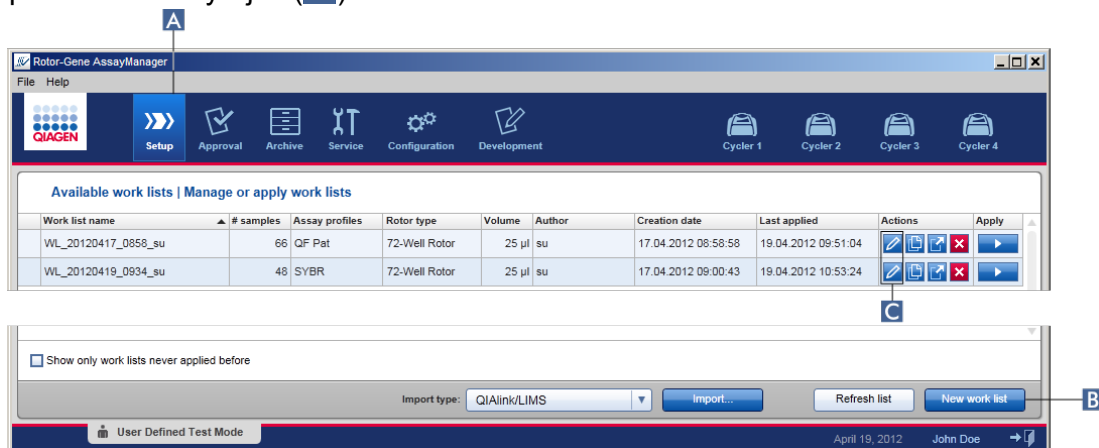 A
Rotor-Gene AssayManager
File Help
QIAGEN
Setup Approval Archive Service Configuration Development Cycler 1 Cycler 2 Cycler 3 Cycler 4
Available work lists | Manage or apply work lists
Work list name # samples Assay profiles Rotor type Volume Author Creation date Last applied Actions Apply
WL_20120417_0858_su 66 QF Pat 72-Well Rotor 25 µl su 17.04.2012 08:58:58 19.04.2012 09:51:04
WL_20120419_0934_su 48 SYBR 72-Well Rotor 25 µl su 17.04.2012 09:00:43 19.04.2012 10:53:24
C
Show only work lists never applied before
Import type: QIAlink/LIMS Import... Refresh list New work list B
User Defined Test Mode April 19, 2012 John Doe